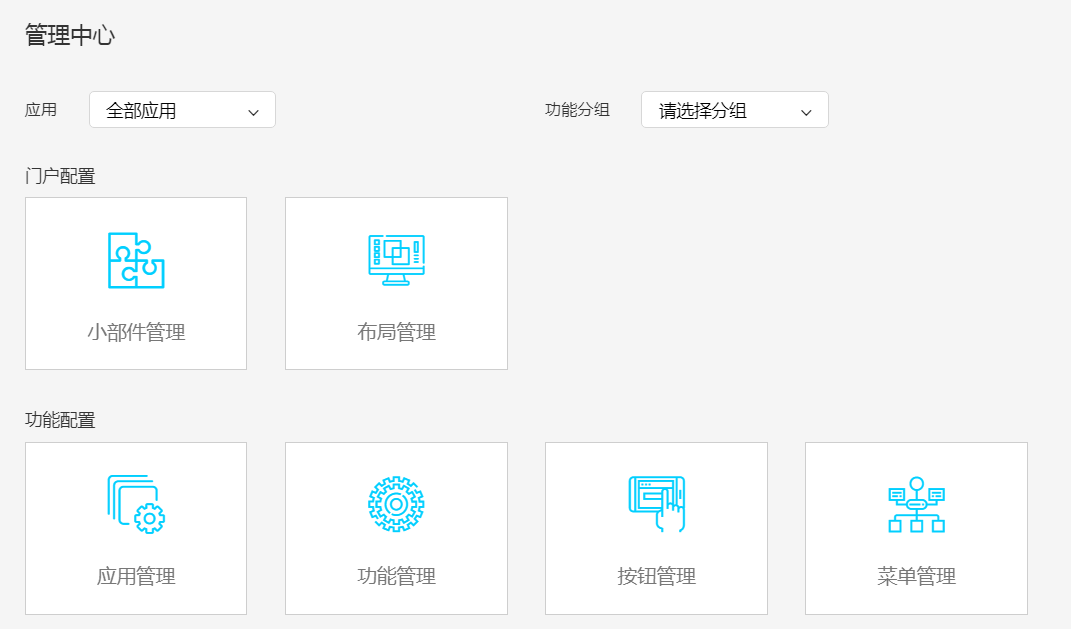 管理中心
应用 全部应用 功能分组 请选择分组
门户配置
小部件管理 布局管理
功能配置
应用管理 功能管理 按钮管理 菜单管理